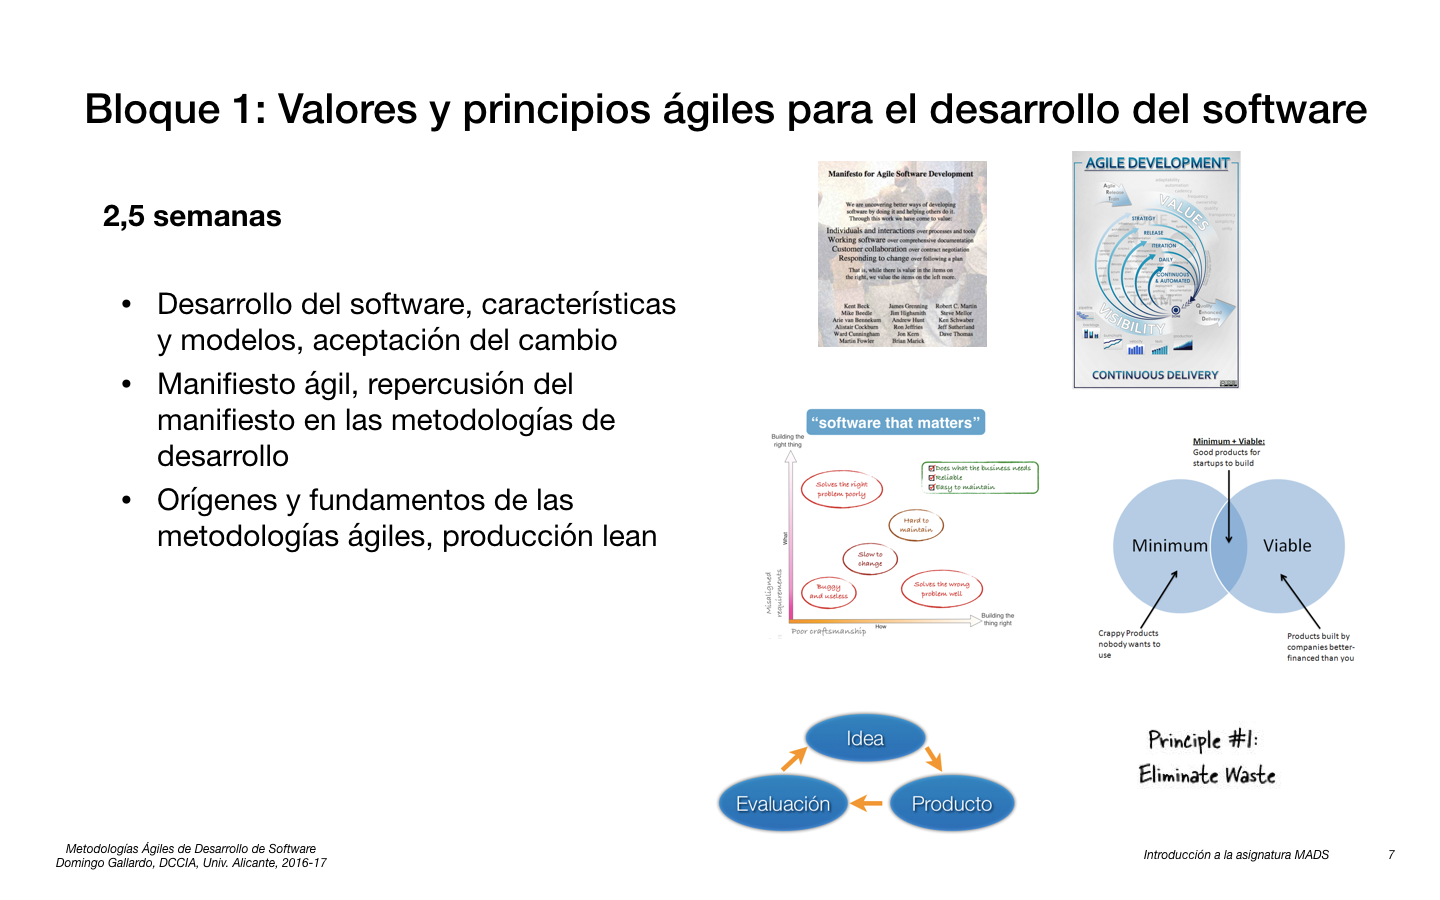 Bloque 1: Valores y principios ágiles para el desarrollo del software
2,5 semanas
• Desarrollo del software, características
y modelos, aceptación del cambio
• Manifiesto ágil, repercusión del
manifiesto en las metodologías de
desarrollo
• Orígenes y fundamentos de las
metodologías ágiles, producción lean
Manifesto for Agile Software Development
We are uncovering better ways of developing
software by doing it and helping others do it.
Through this work we have come to value:
Individuals and interactions over processes and tools
Working software over comprehensive documentation
Customer collaboration over contract negotiation
Responding to change over following a plan
That is, while there is value in the items on
the right, we value the items on the left more.
Kent Beck James Grenning Robert C. Martin
Mike Beedle Jim Highsmith Steve Mellor
Arie van Bennekum Andrew Hunt Ken Schwaber
Alistair Cockburn Ron Jeffries Jeff Sutherland
Ward Cunningham Jon Kern Dave Thomas
Martin Fowler Brian Marick
AGILE DEVELOPMENT
Agile
Release
Train
VALUES
STRATEGY
RELEASE
ITERATION
DAILY
CONTINUOUS
& AUTOMATED
VISIBILITY
Quality
Enhanced
Delivery
CONTINUOUS DELIVERY
“software that matters”
Building the
right thing
Does what the business needs
Reliable
Easy to maintain
Solves the right
problem poorly
Hard to
maintain
What
Slow to
change
Misaligned
requirements
Buggy
and useless
Solves the wrong
problem well
Building the
thing right
How
Poor craftsmanship
Minimum + Viable:
Good products for
startups to build
Minimum
Viable
Crappy Products
nobody wants to
use
Products built by
companies better-
financed than you
Idea
Evaluación
Producto
Principle #1:
Eliminate Waste
Metodologías Ágiles de Desarrollo de Software
Domingo Gallardo, DCCIA, Univ. Alicante, 2016-17
Introducción a la asignatura MADS
7